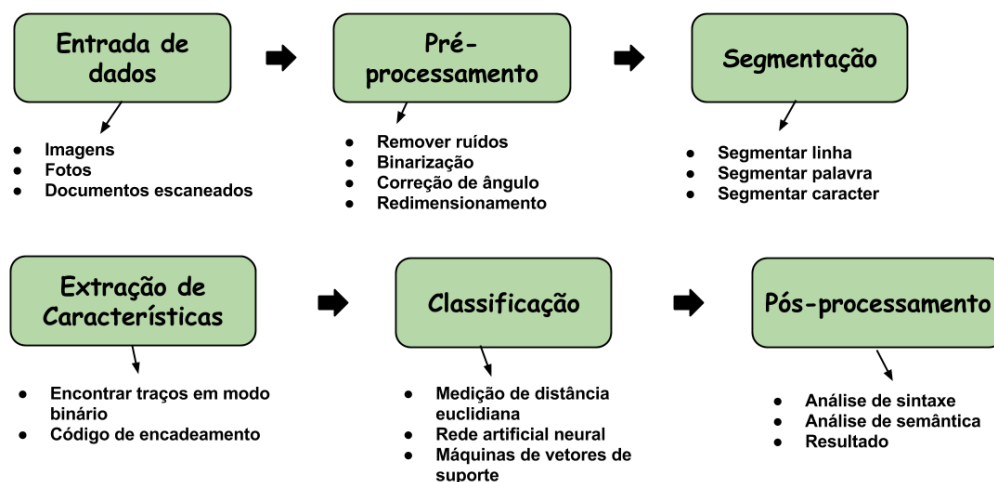 Entrada de
dados
Pré-
processamento
Segmentação
● Imagens
● Fotos
● Documentos escaneados
● Remover ruídos
● Binarização
● Correção de ângulo
● Redimensionamento
● Segmentar linha
● Segmentar palavra
● Segmentar caracter
Extração de
Característi­cas
Classificação
Pós-processamento
● Encontrar traços em modo
binário
● Código de encadeamento
● Medição de distância
euclidiana
● Rede artificial neural
● Máquinas de vetores de
suporte
● Análise de sintaxe
● Análise de semântica
● Resultado